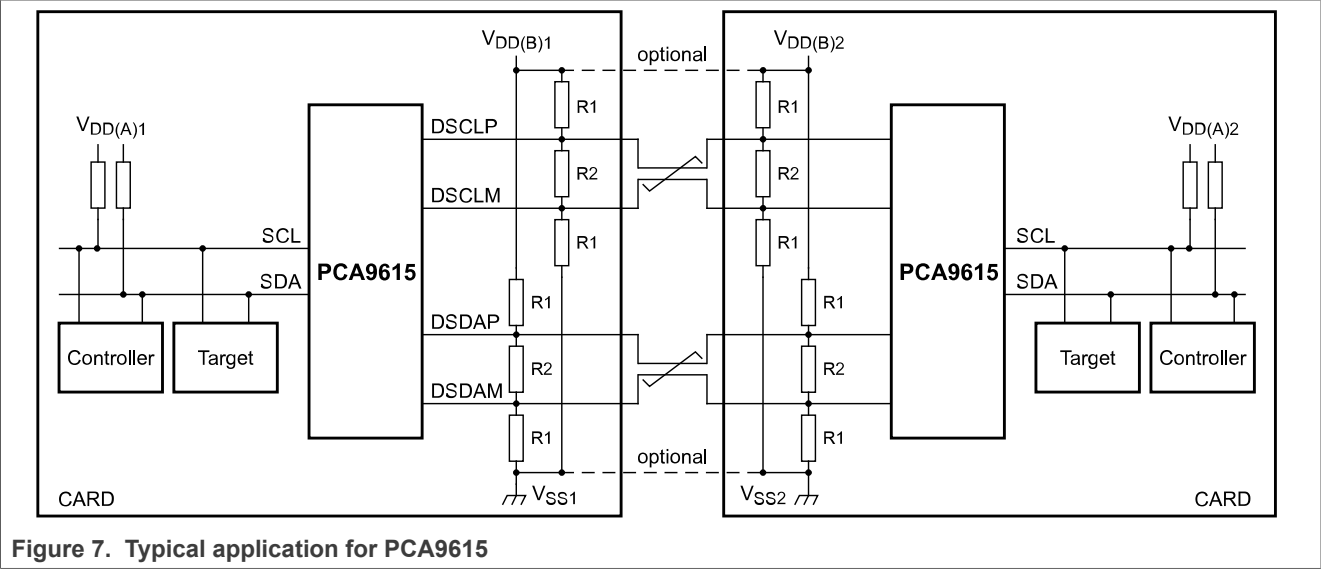 VDD(B)1
optional
VDD(B)2
R1
R1
VDD(A)1
DSCLP
VDD(A)2
R2
R2
DSCLM
SCL
R1
R1
SCL
PCA9615
PCA9615
SDA
SDA
R1
R1
DSDAP
Controller
Target
R2
R2
Target
Controller
DSDAM
R1
R1
optional
CARD
VSS1
VSS2
CARD
Figure 7. Typical application for PCA9615